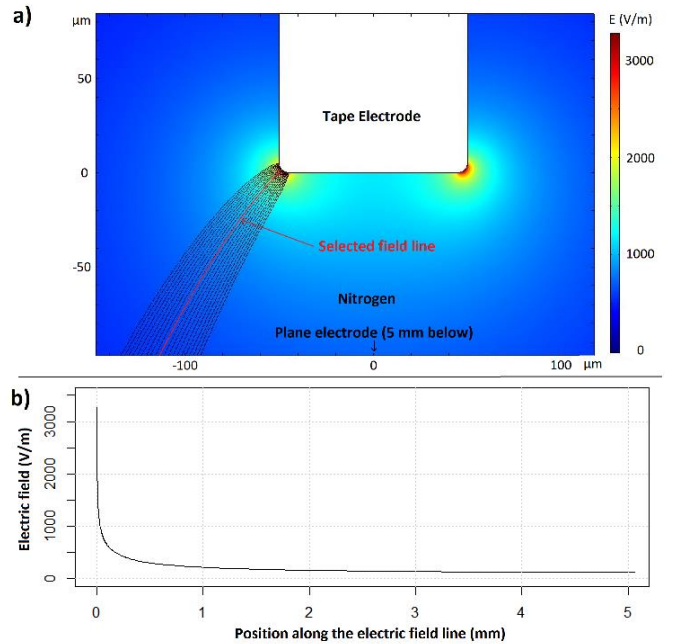 a)
µm
E (V/m)
50
0
-50
Tape Electrode
Selected field line
Nitrogen
Plane electrode (5 mm below)
-100
0
100
µm
3000
2000
1000
0
b)
Electric field (V/m)
3000
2000
1000
0
0
1
2
3
4
5
Position along the electric field line (mm)